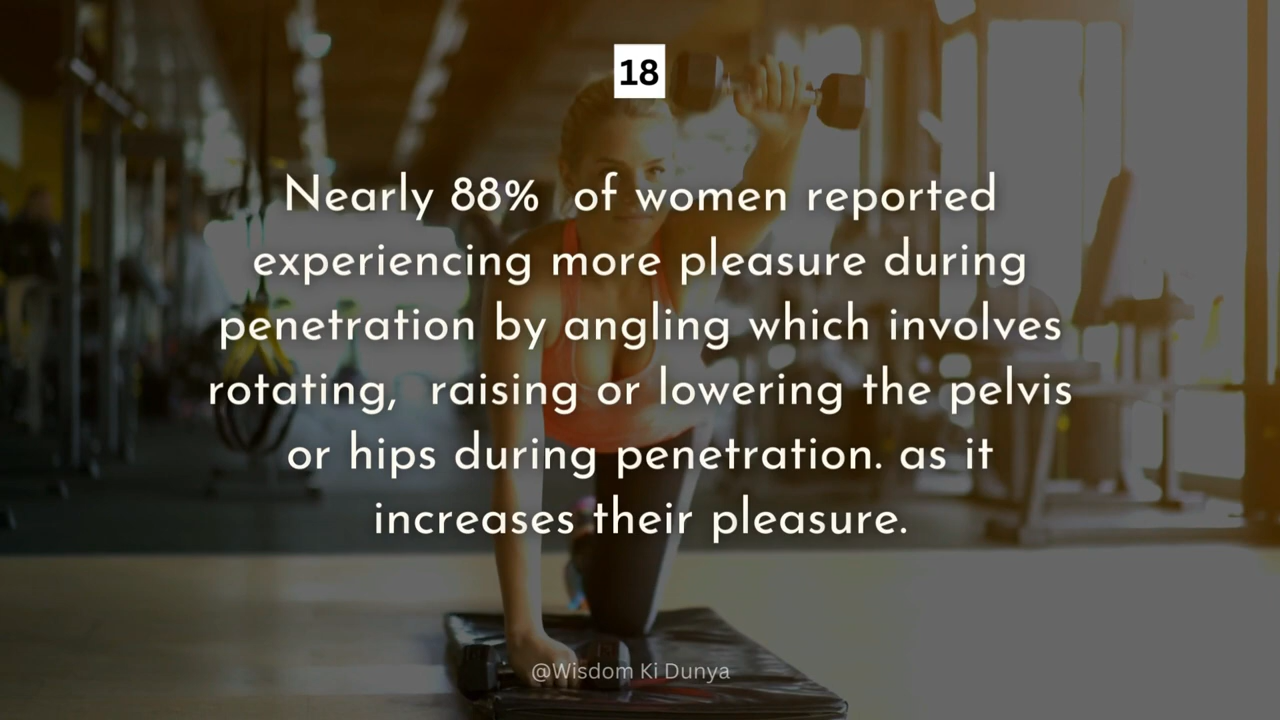 18
Nearly 88% of women reported
experiencing more pleasure during
penetration by angling which involves
rotating, raising or lowering the pelvis
or hips during penetration. as it
increases their pleasure.
@Wisdom Ki Dunya